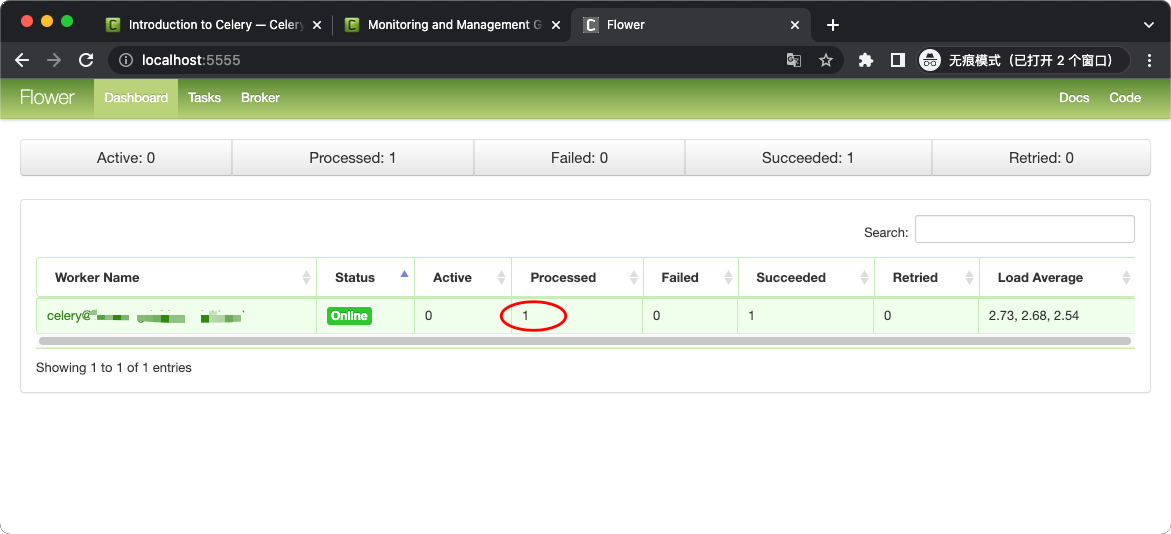 Introduction to Celery — Celery
Monitoring and Management G
Flower
localhost:5555
无痕模式（已打开 2 个窗口）
Flower Dashboard Tasks Broker Docs Code
Active: 0 Processed: 1 Failed: 0 Succeeded: 1 Retried: 0
Search:
Worker Name Status Active Processed Failed Succeeded Retried Load Average
celery@ Online 0 1 0 1 0 2.73, 2.68, 2.54
Showing 1 to 1 of 1 entries